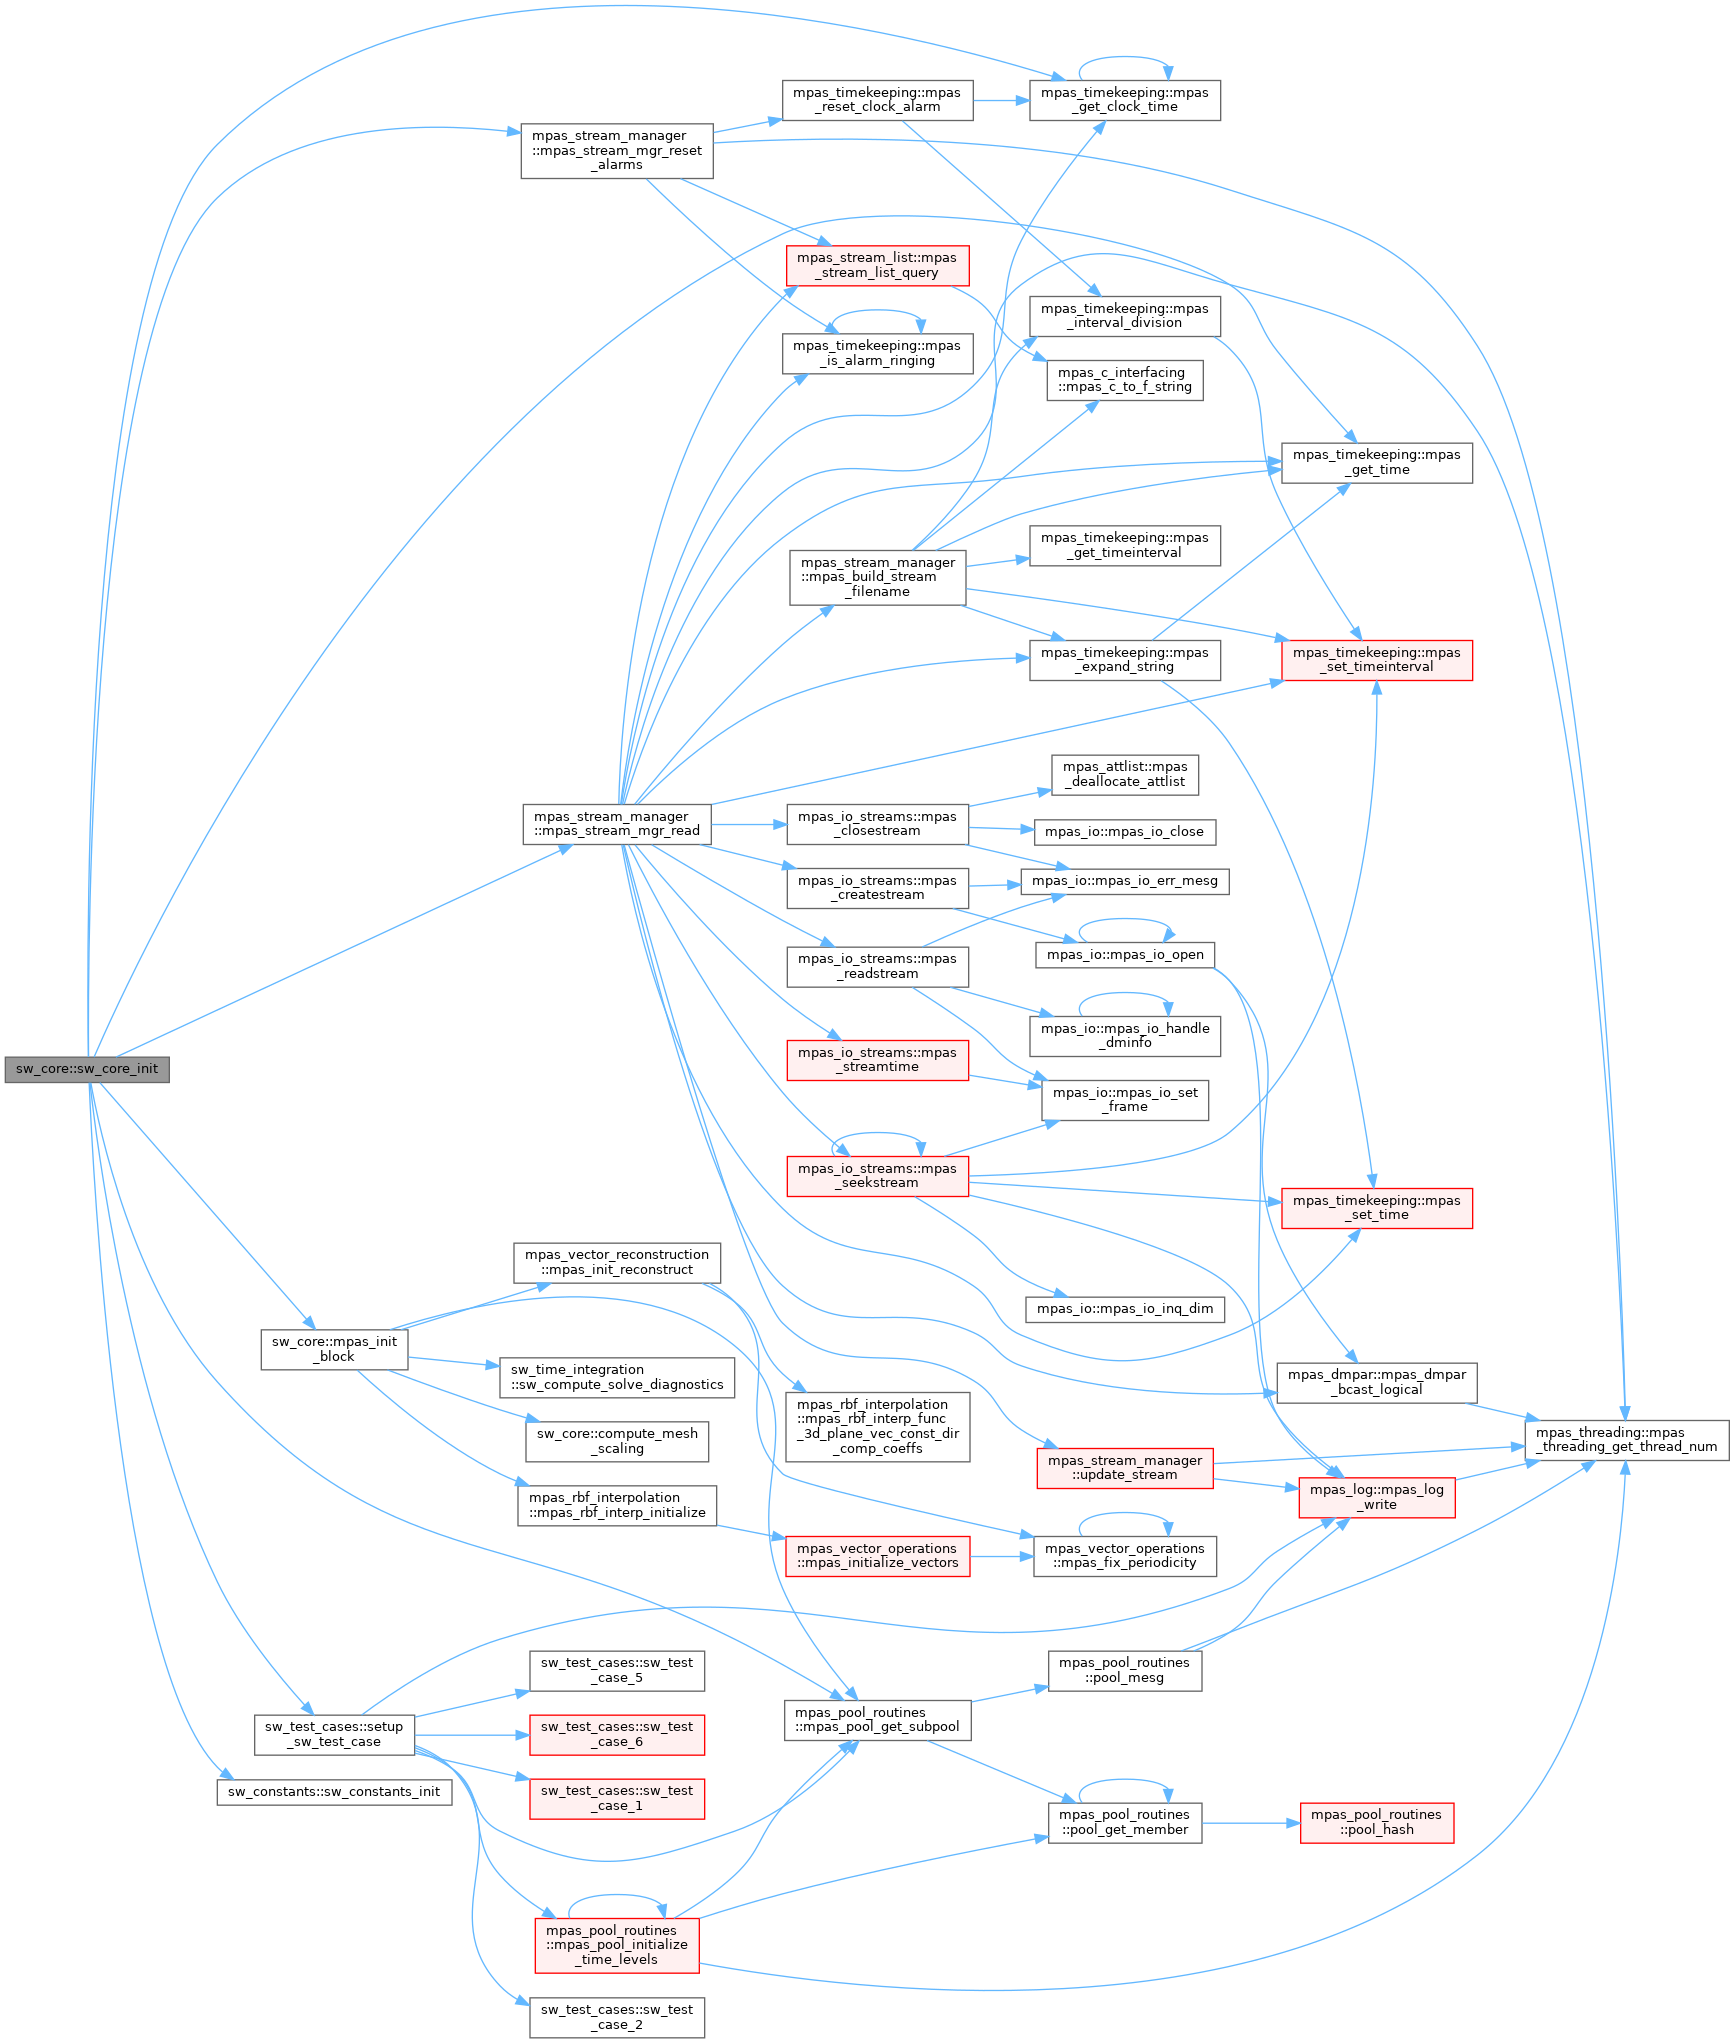 mpas_timekeeping::mpas
_reset_clock_alarm
mpas_timekeeping::mpas
_get_clock_time
mpas_stream_manager
::mpas_stream_mgr_reset
_alarms
mpas_stream_list::mpas
_stream_list_query
mpas_timekeeping::mpas
_interval_division
mpas_timekeeping::mpas
_is_alarm_ringing
mpas_c_interfacing
::mpas_c_to_f_string
mpas_timekeeping::mpas
_get_time
mpas_timekeeping::mpas
_get_timeinterval
mpas_stream_manager
::mpas_build_stream
_filename
mpas_timekeeping::mpas
_expand_string
mpas_timekeeping::mpas
_set_timeinterval
mpas_attlist::mpas
_deallocate_attlist
mpas_stream_manager
::mpas_stream_mgr_read
mpas_io_streams::mpas
_closestream
mpas_io::mpas_io_close
mpas_io_streams::mpas
_createstream
mpas_io::mpas_io_err_mesg
mpas_io_streams::mpas
_readstream
mpas_io::mpas_io_open
mpas_io::mpas_io_handle
_dminfo
sw_core::sw_core_init
mpas_io_streams::mpas
_streamtime
mpas_io::mpas_io_set
_frame
mpas_io_streams::mpas
_seekstream
mpas_timekeeping::mpas
_set_time
mpas_vector_reconstruction
::mpas_init_reconstruct
mpas_io::mpas_io_inq_dim
sw_core::mpas_init
_block
sw_time_integration
::sw_compute_solve_diagnostics
mpas_dmpar::mpas_dmpar
_bcast_logical
mpas_rbf_interpolation
::mpas_rbf_interp_func
_3d_plane_vec_const_dir
_comp_coeffs
sw_core::compute_mesh
_scaling
mpas_threading::mpas
_threading_get_thread_num
mpas_stream_manager
::update_stream
mpas_log::mpas_log
_write
mpas_rbf_interpolation
::mpas_rbf_interp_initialize
mpas_vector_operations
::mpas_initialize_vectors
mpas_vector_operations
::mpas_fix_periodicity
sw_test_cases::sw_test
_case_5
mpas_pool_routines
::pool_mesg
sw_test_cases::setup
_sw_test_case
sw_test_cases::sw_test
_case_6
mpas_pool_routines
::mpas_pool_get_subpool
sw_constants::sw_constants_init
sw_test_cases::sw_test
_case_1
mpas_pool_routines
::pool_get_member
mpas_pool_routines
::pool_hash
mpas_pool_routines
::mpas_pool_initialize
_time_levels
sw_test_cases::sw_test
_case_2